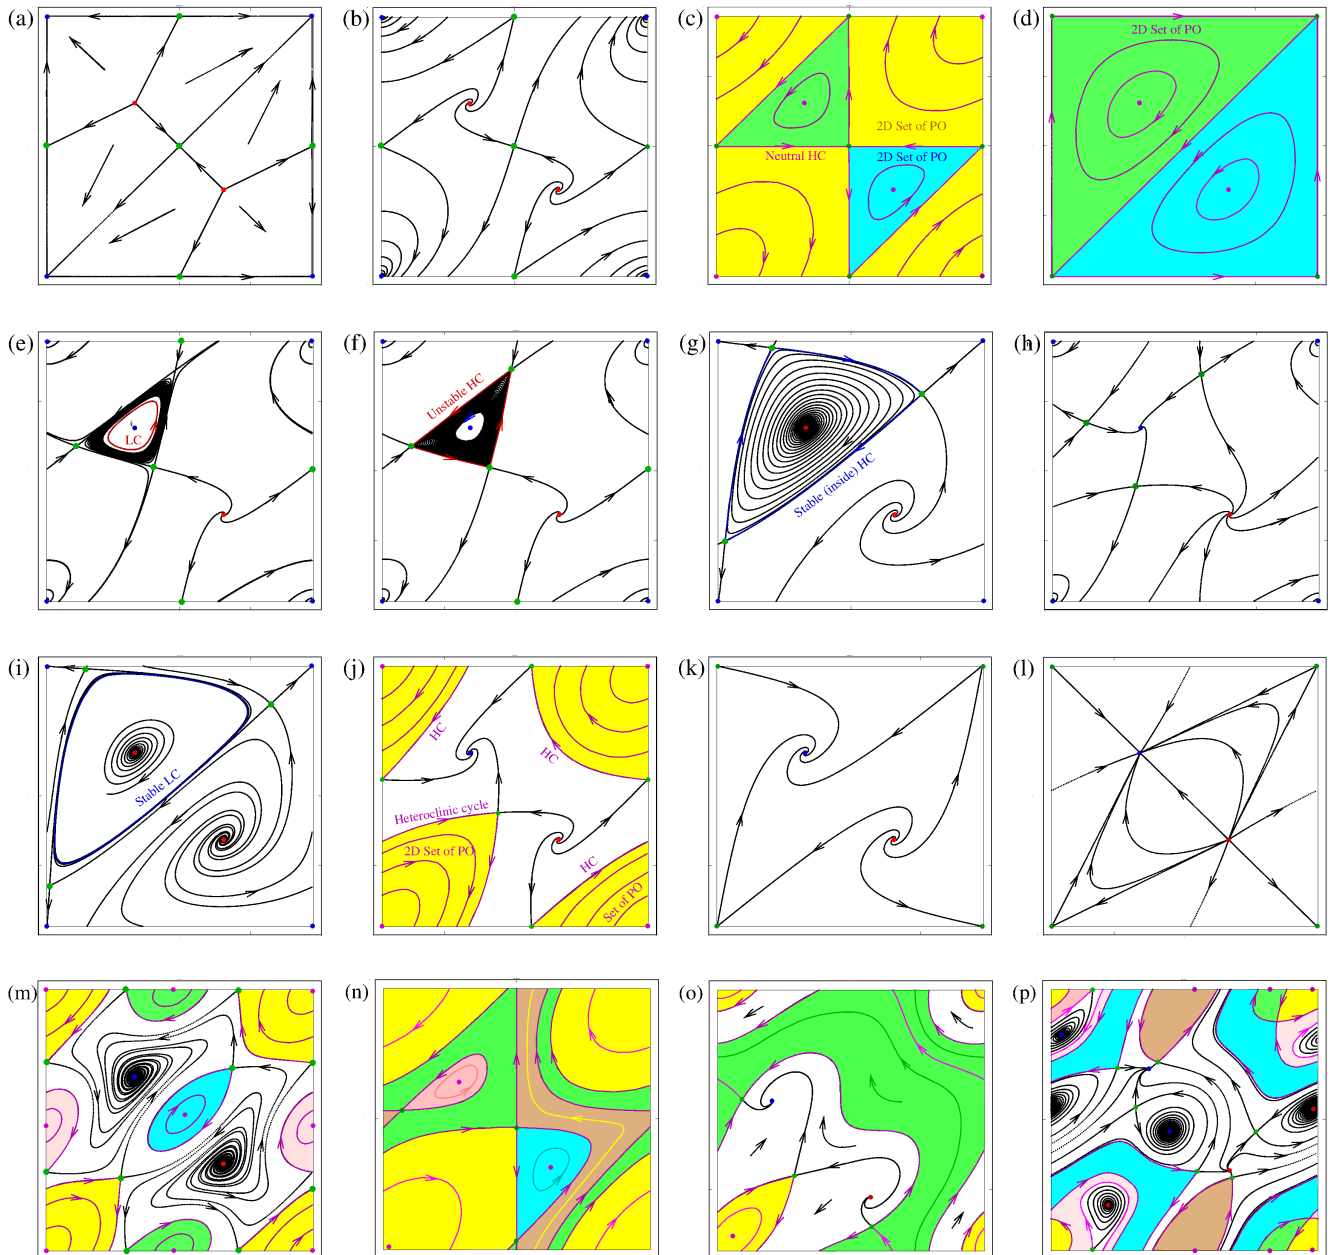 (a)
(b)
(c)
2D Set of PO
2D Set of PO
Neutral HC
(d)
2D Set of PO
(e)
LC
(f)
Unstable HC
(g)
Stable (inside) HC
(h)
(i)
Stable LC
(j)
HC
HC
Heteroclinic cycle
2D Set of PO
HC
Set of PO
(k)
(l)
(m)
(n)
(o)
(p)